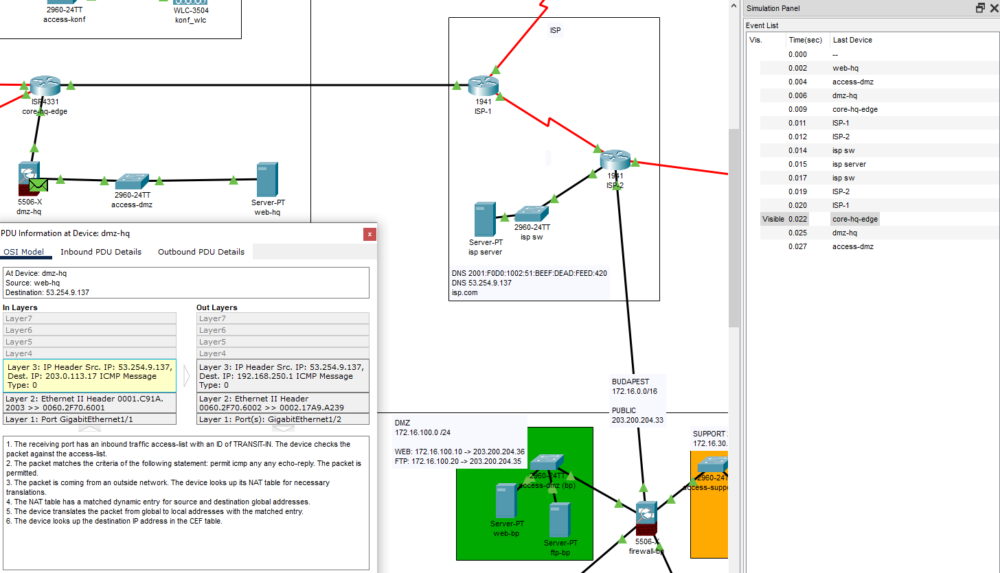 2960-24TT
access-konf
WLC-3504
konf_wlc
ISR4331
core-hq-edge
5506-X
dmz-hq
2960-24TT
access-dmz
Server-PT
web-hq
ISP
1941
ISP-1
1941
ISP-2
2960-24TT
isp sw
Server-PT
isp server
DNS 2001:F0D0:1002:51:BEEF:DEAD:FEED:420
DNS 53.254.9.137
isp.com
BUDAPEST
172.16.0.0/16
PUBLIC
203.200.204.33
DMZ
172.16.100.0 /24
WEB: 172.16.100.10 -> 203.200.204.36
FTP: 172.16.100.20 -> 203.200.204.35
2960-24TT
access-dmz (bp)
Server-PT
web-bp
Server-PT
ftp-bp
5506-X
firewall-bp
SUPPORT
172.16.30.
2960-24T
access-suppo
PDU Information at Device: dmz-hq
x
OSI Model
Inbound PDU Details
Outbound PDU Details
At Device: dmz-hq
Source: web-hq
Destination: 53.254.9.137
In Layers
Layer7
Layer6
Layer5
Layer4
Layer 3: IP Header Src. IP: 53.254.9.137,
Dest. IP: 203.0.113.17 ICMP Message
Type: 0
Layer 2: Ethernet II Header 0001.C91A.
2003 >> 0060.2F70.6001
Layer 1: Port GigabitEthernet1/1
Out Layers
Layer7
Layer6
Layer5
Layer4
Layer 3: IP Header Src. IP: 53.254.9.137,
Dest. IP: 192.168.250.1 ICMP Message
Type: 0
Layer 2: Ethernet II Header
0060.2F70.6002 >> 0002.17A9.A239
Layer 1: Port(s): GigabitEthernet1/2
1. The receiving port has an inbound traffic access-list with an ID of TRANSIT-IN. The device checks the
packet against the access-list.
2. The packet matches the criteria of the following statement: permit icmp any any echo-reply. The packet is
permitted.
3. The packet is coming from an outside network. The device looks up its NAT table for necessary
translations.
4. The NAT table has a matched dynamic entry for source and destination global addresses.
5. The device translates the packet from global to local addresses with the matched entry.
6. The device looks up the destination IP address in the CEF table.
Simulation Panel
Event List
Vis. Time(sec) Last Device
0.000 --
0.002 web-hq
0.004 access-dmz
0.006 dmz-hq
0.009 core-hq-edge
0.011 ISP-1
0.012 ISP-2
0.014 isp sw
0.015 isp server
0.017 isp sw
0.019 ISP-2
0.020 ISP-1
Visible 0.022 core-hq-edge
0.025 dmz-hq
0.027 access-dmz